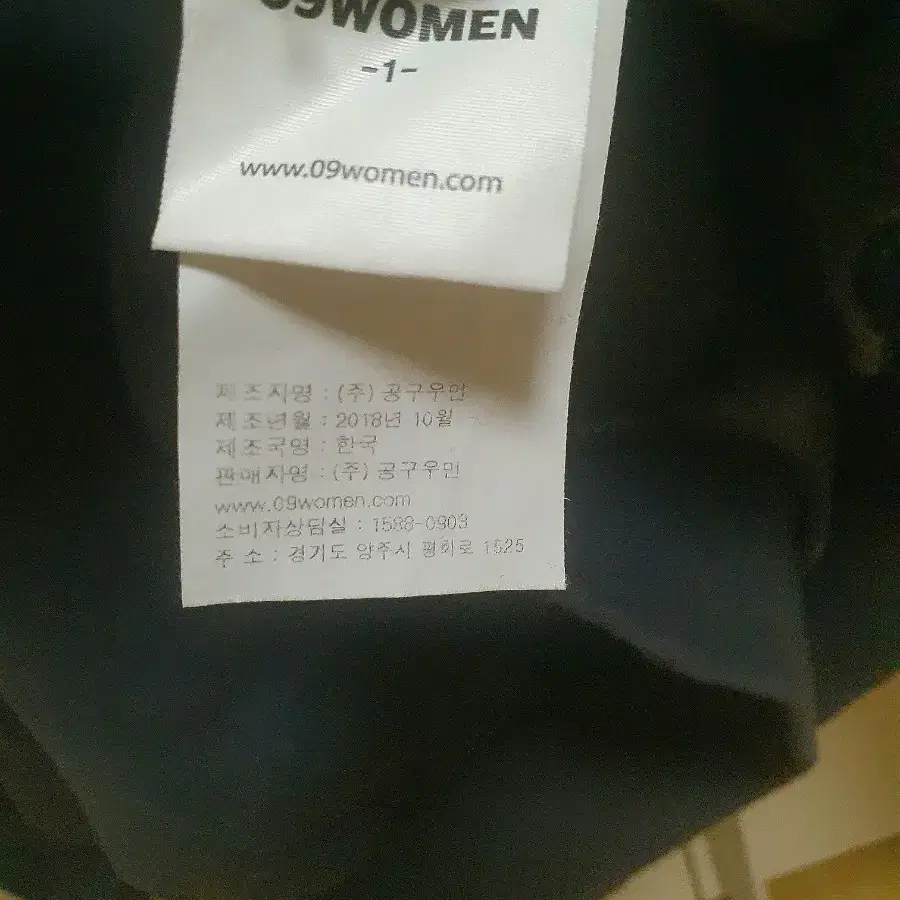 09WOMEN
-1-
www.09women.com
제조자명 : (주) 공구우먼
제조년월 : 2018년 10월
제조국명 : 한국
판매자명 : (주) 공구우먼
www.09women.com
소비자상담실 : 1588-0903
주 소 : 경기도 양주시 평화로 1525